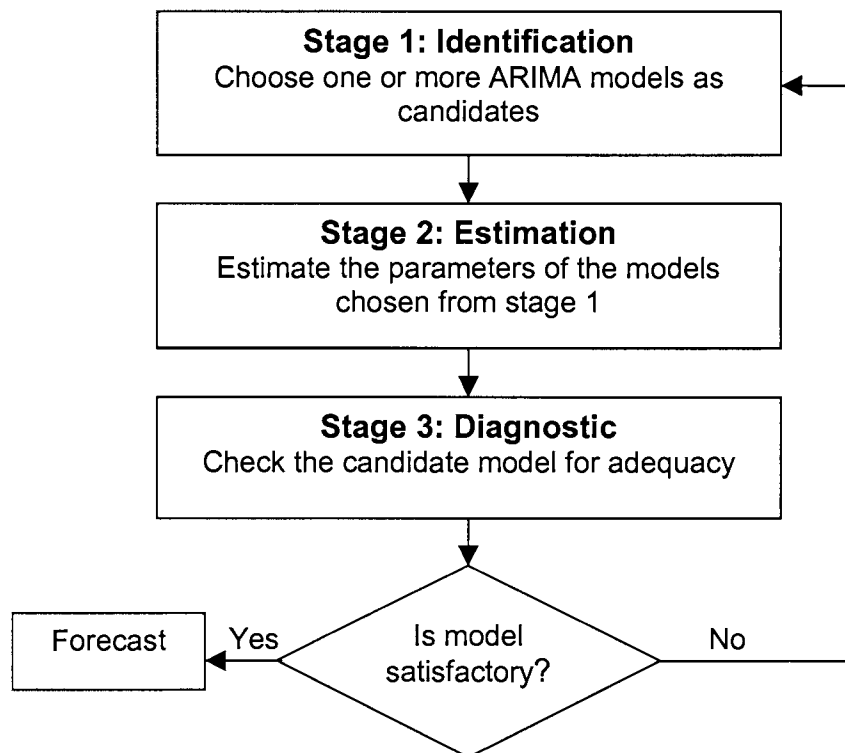 Stage 1: Identification
Choose one or more ARIMA models as
candidates
Stage 2: Estimation
Estimate the parameters of the models
chosen from stage 1
Stage 3: Diagnostic
Check the candidate model for adequacy
Forecast
Yes
Is model
satisfactory?
No